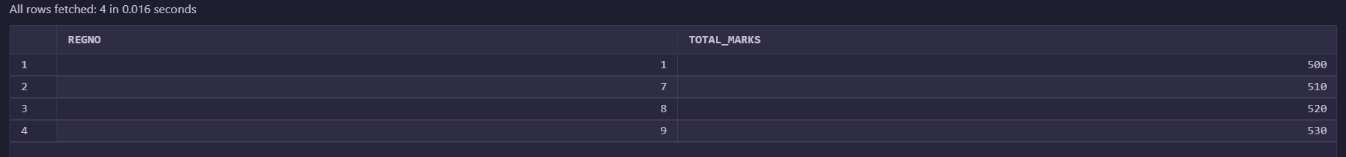 All rows fetched: 4 in 0.016 seconds
REGNO TOTAL_MARKS
1 1 500
2 7 510
3 8 520
4 9 530